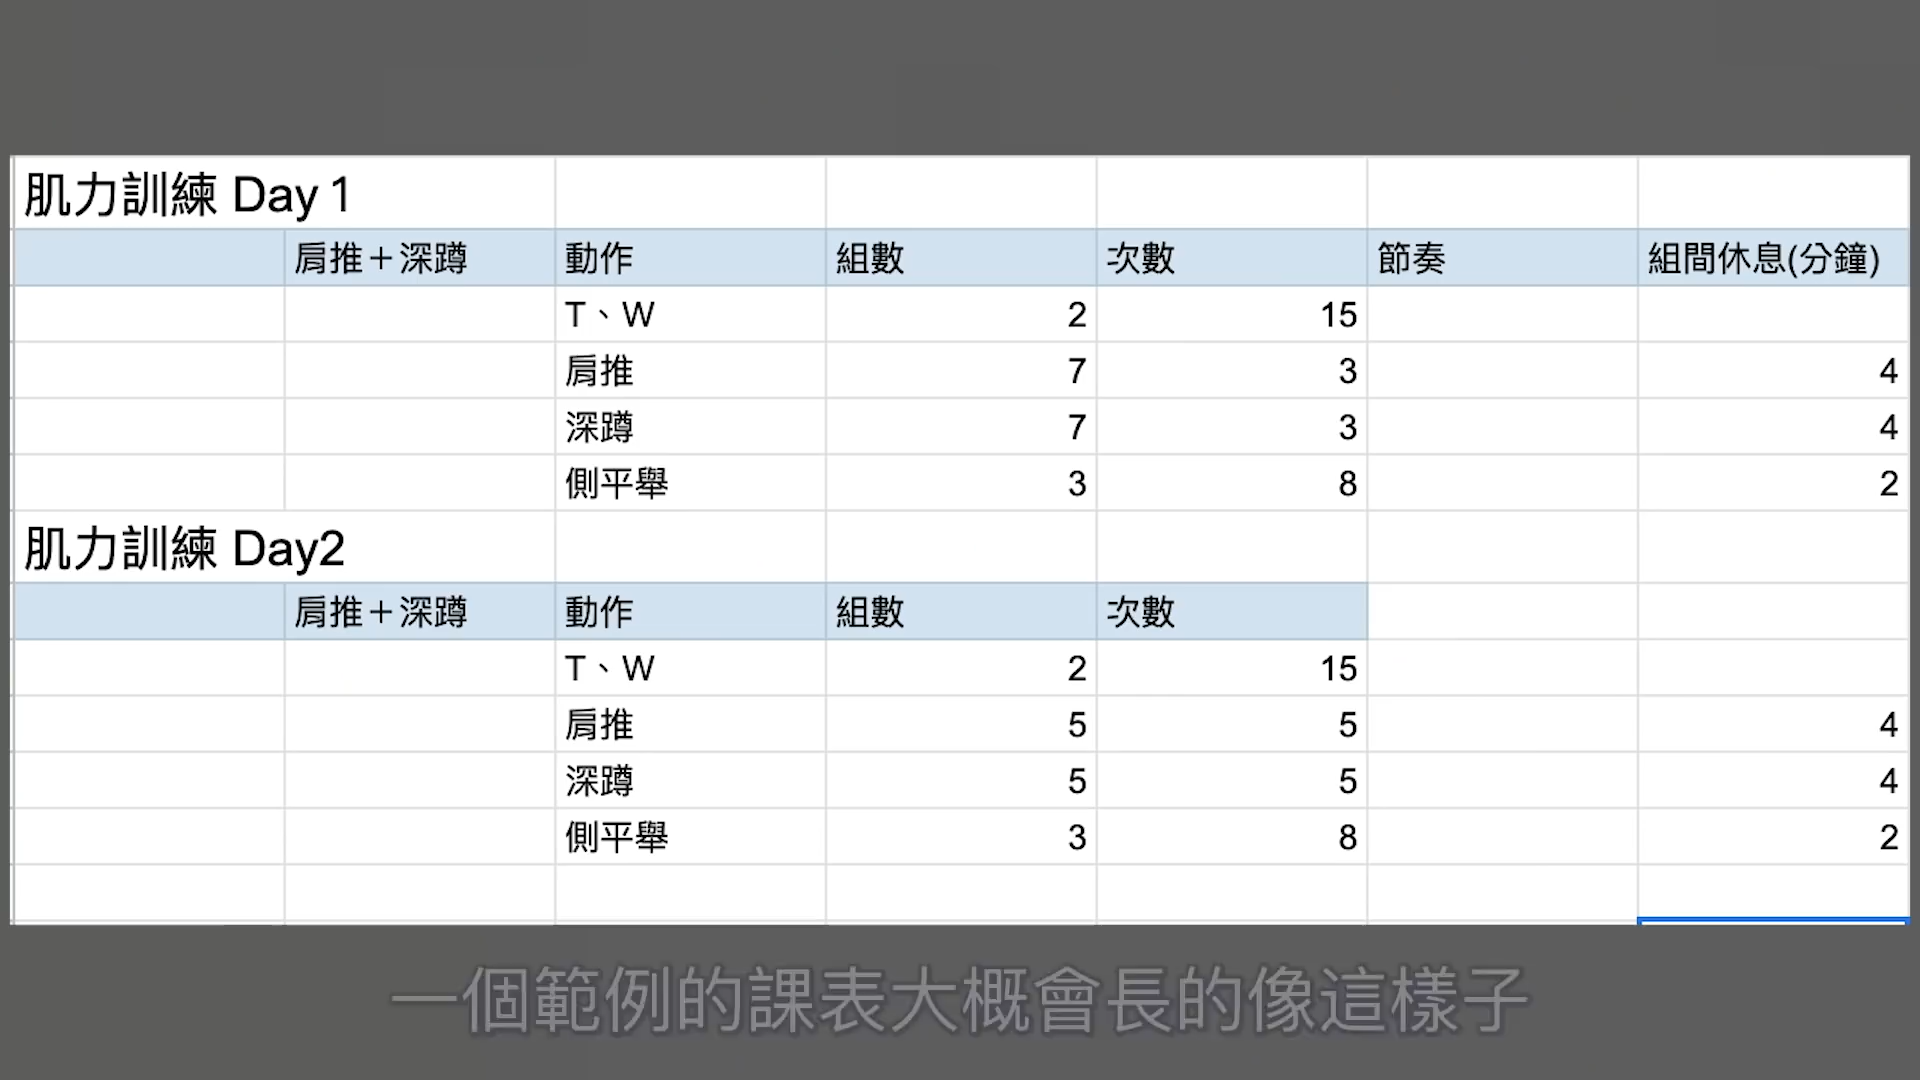 肌力訓練 Day 1
肩推＋深蹲 動作 組數 次數 節奏 組間休息(分鐘)
T、W 2 15
肩推 7 3 4
深蹲 7 3 4
側平舉 3 8 2
肌力訓練 Day2
肩推＋深蹲 動作 組數 次數
T、W 2 15
肩推 5 5 4
深蹲 5 5 4
側平舉 3 8 2
一個範例的課表大概會長的像這樣子